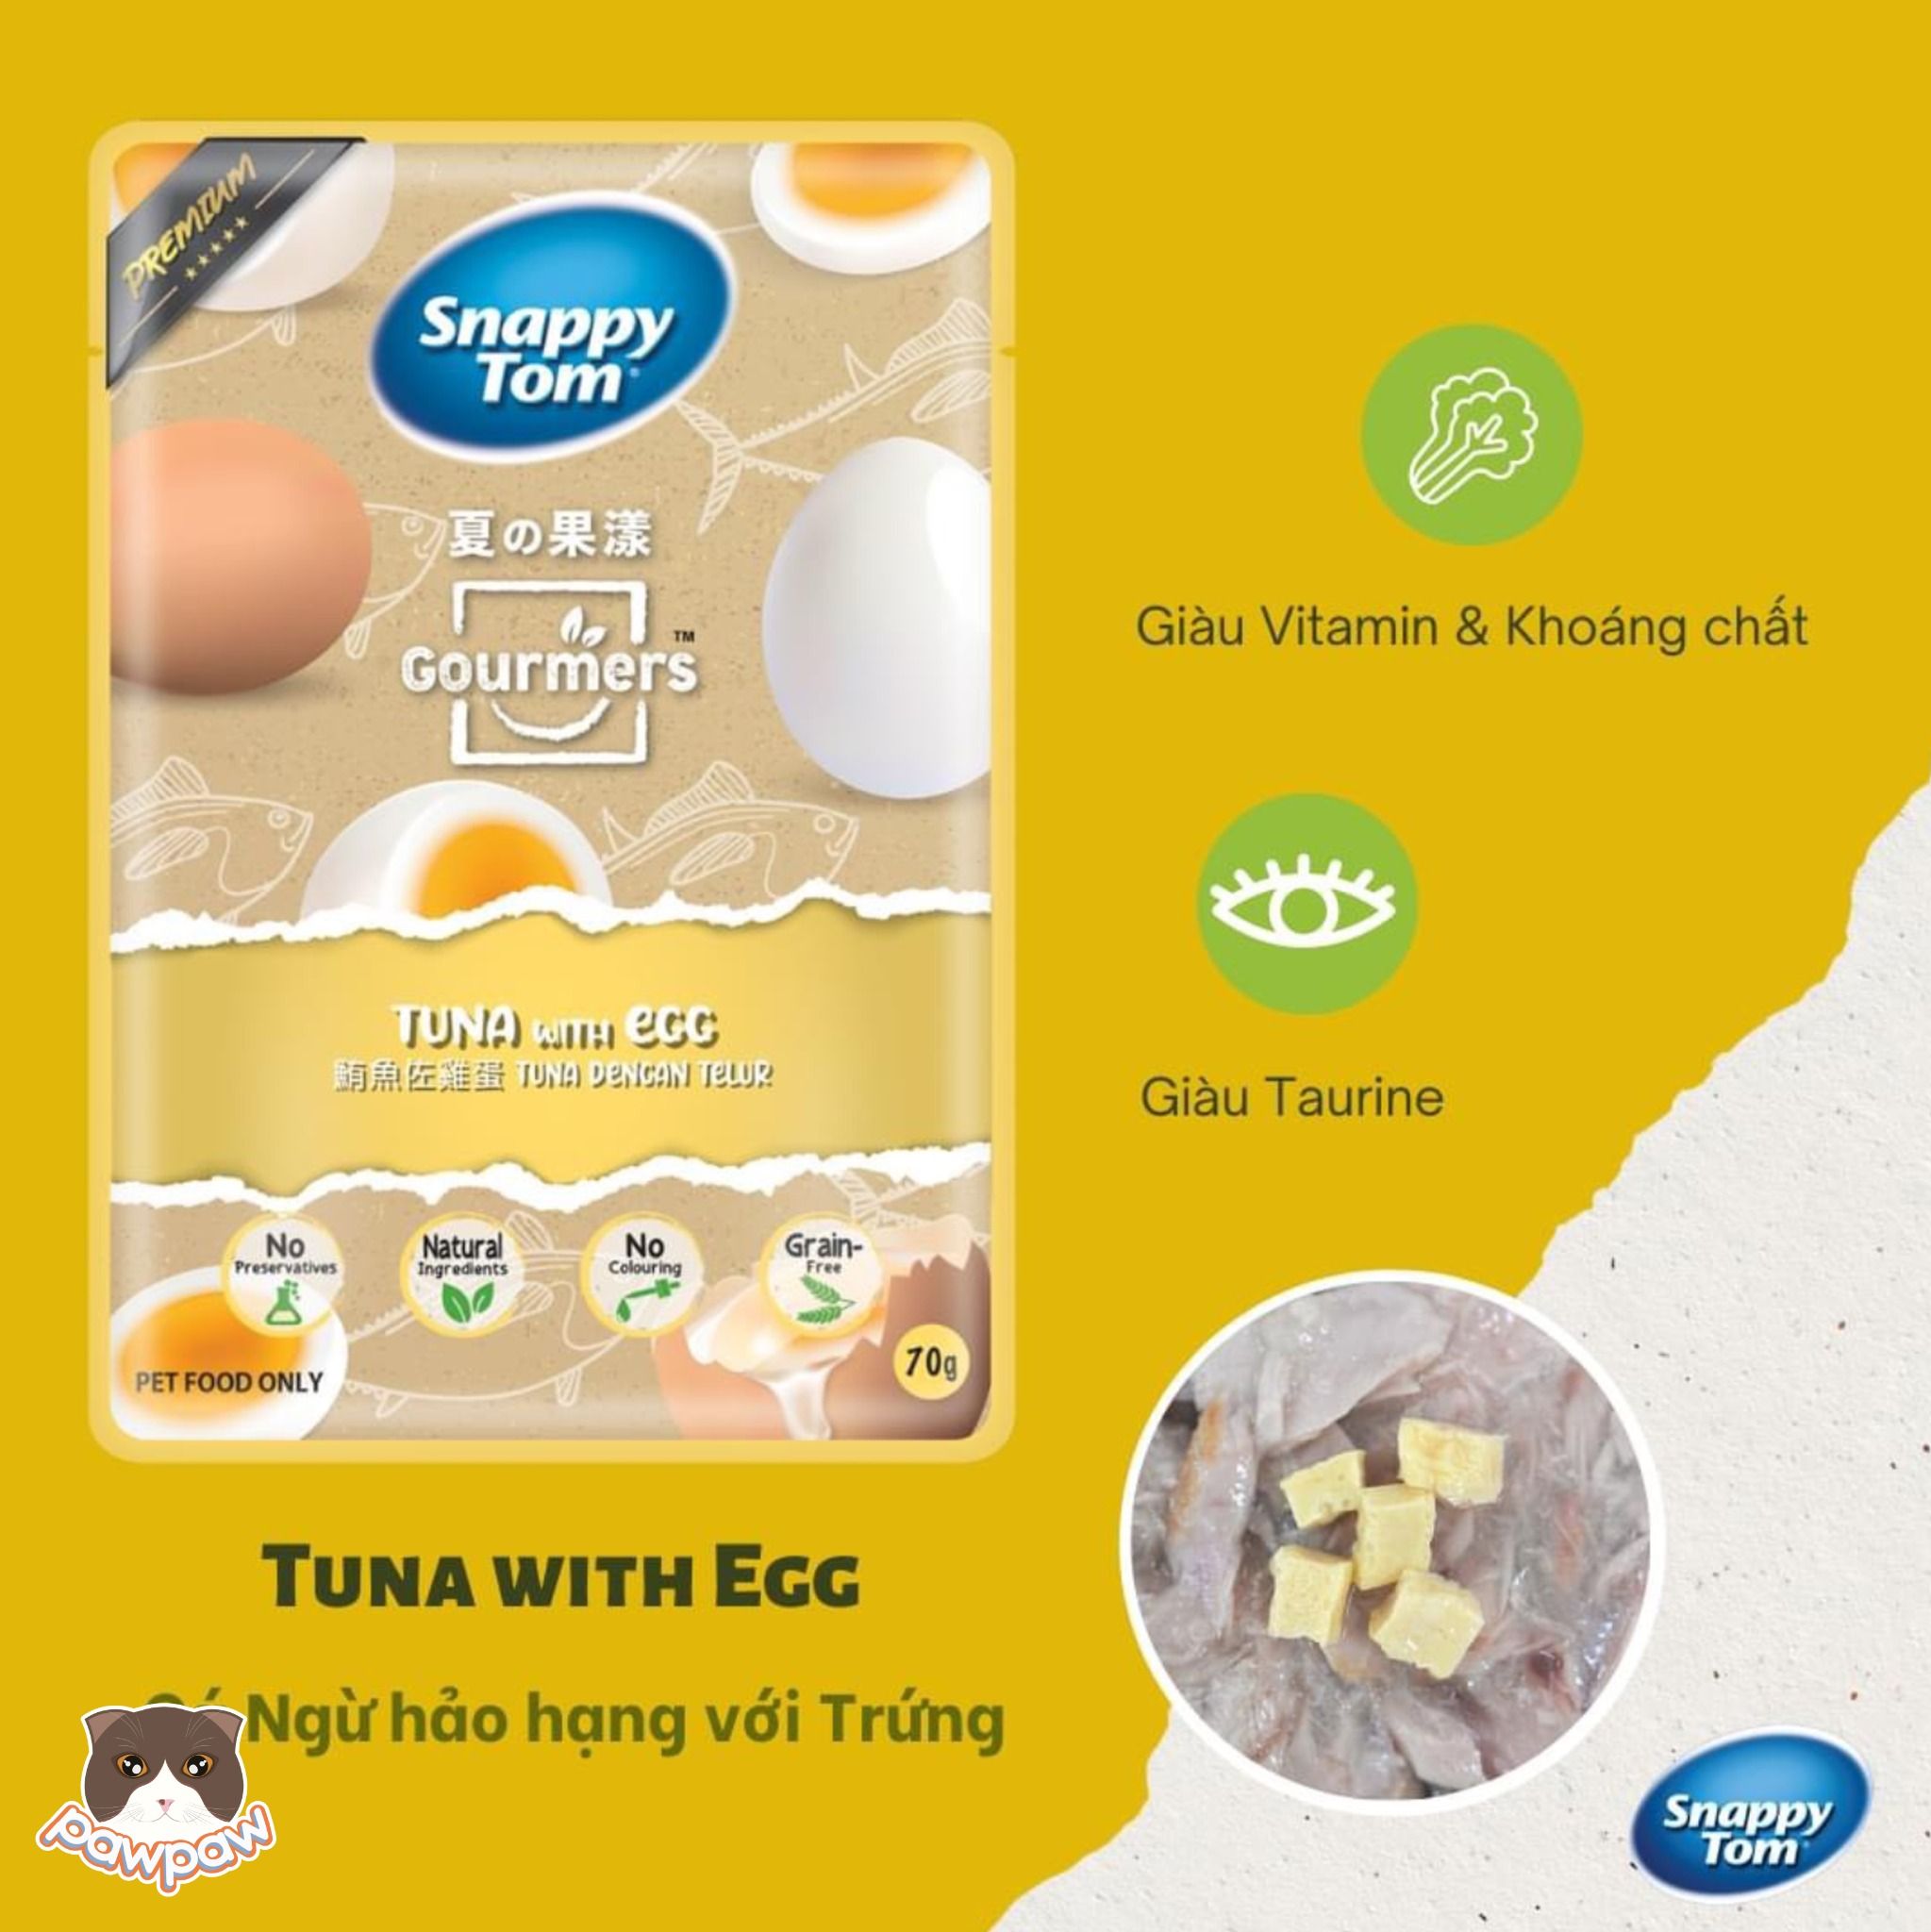 PREMIUM
Snappy
Tom
夏の果漾
Gourmers
TM
TUNA WITH EGG
鮪魚佐雞蛋 TUNA DENGAN TELUR
No
Preservatives
Natural
Ingredients
No
Colouring
Grain-
Free
PET FOOD ONLY
70g
Giàu Vitamin & Khoáng chất
Giàu Taurine
TUNA WITH EGG
Ngừ hảo hạng với Trứng
pawpaw
Snappy
Tom